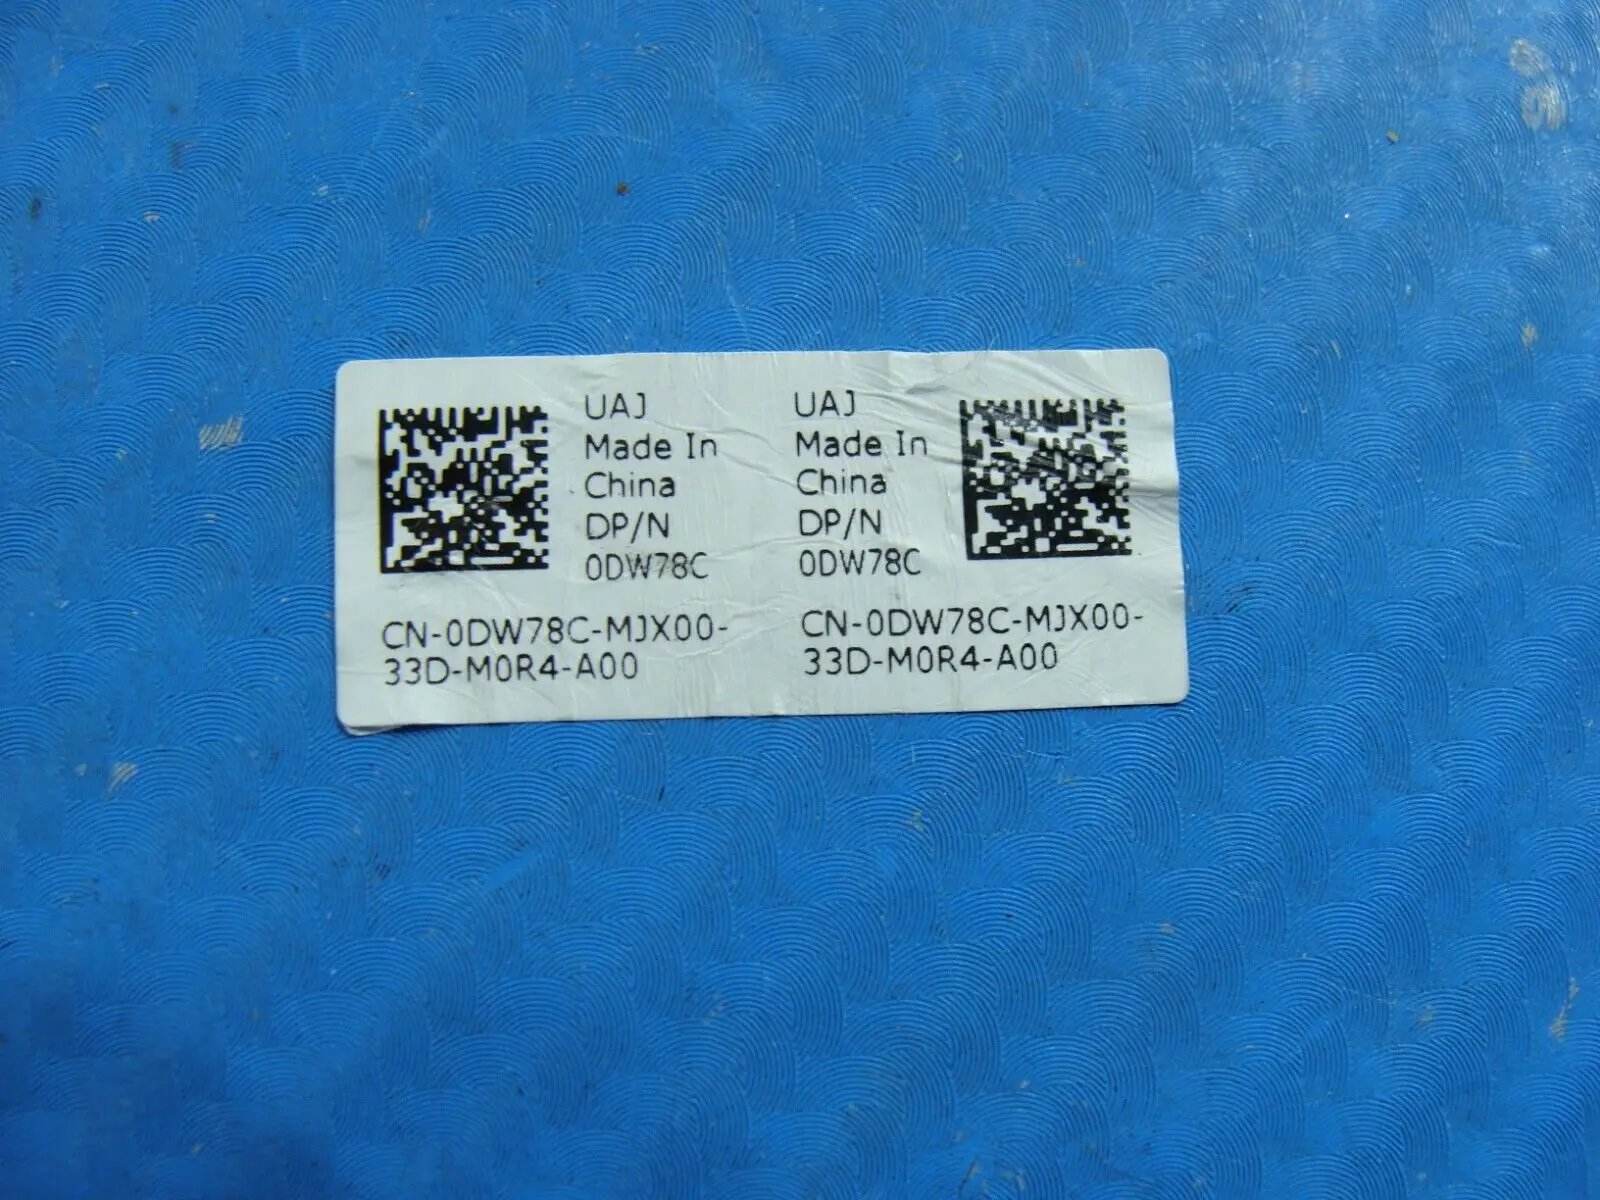 UAJ
Made In
China
DP/N
0DW78C
CN-0DW78C-MJX00-
33D-M0R4-A00
UAJ
Made In
China
DP/N
0DW78C
CN-0DW78C-MJX00-
33D-M0R4-A00